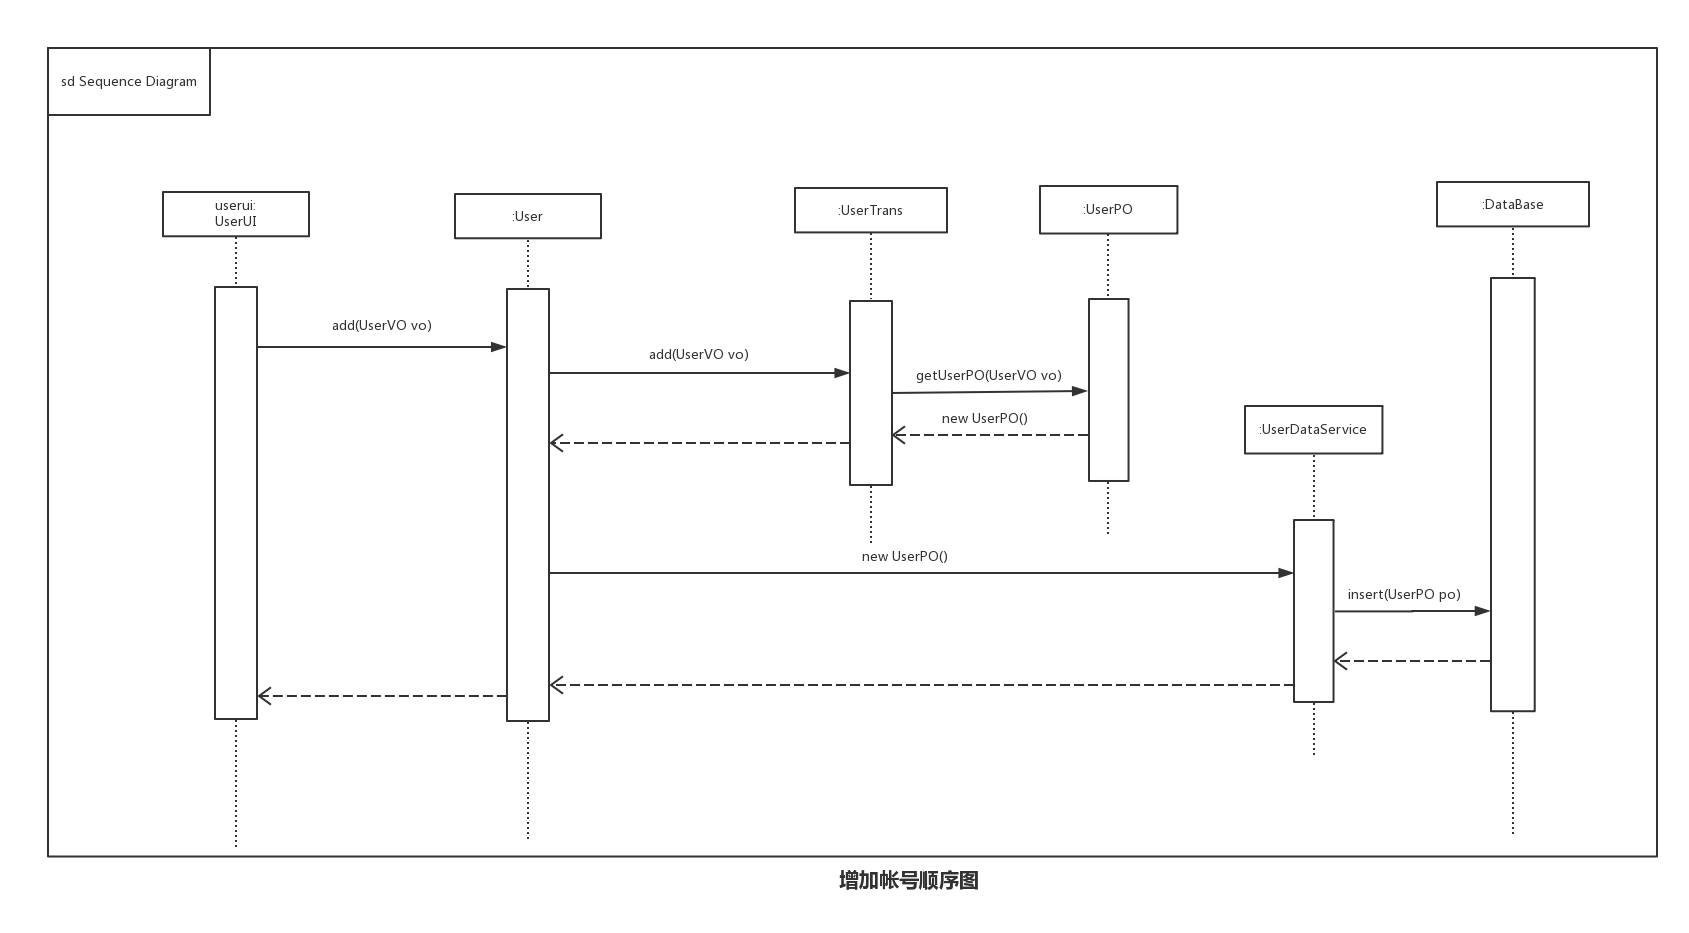 sd Sequence Diagram
userui:
UserUI
:User
:UserTrans
:UserPO
:DataBase
add(UserVO vo)
add(UserVO vo)
getUserPO(UserVO vo)
new UserPO()
:UserDataService
new UserPO()
insert(UserPO po)
增加帐号顺序图